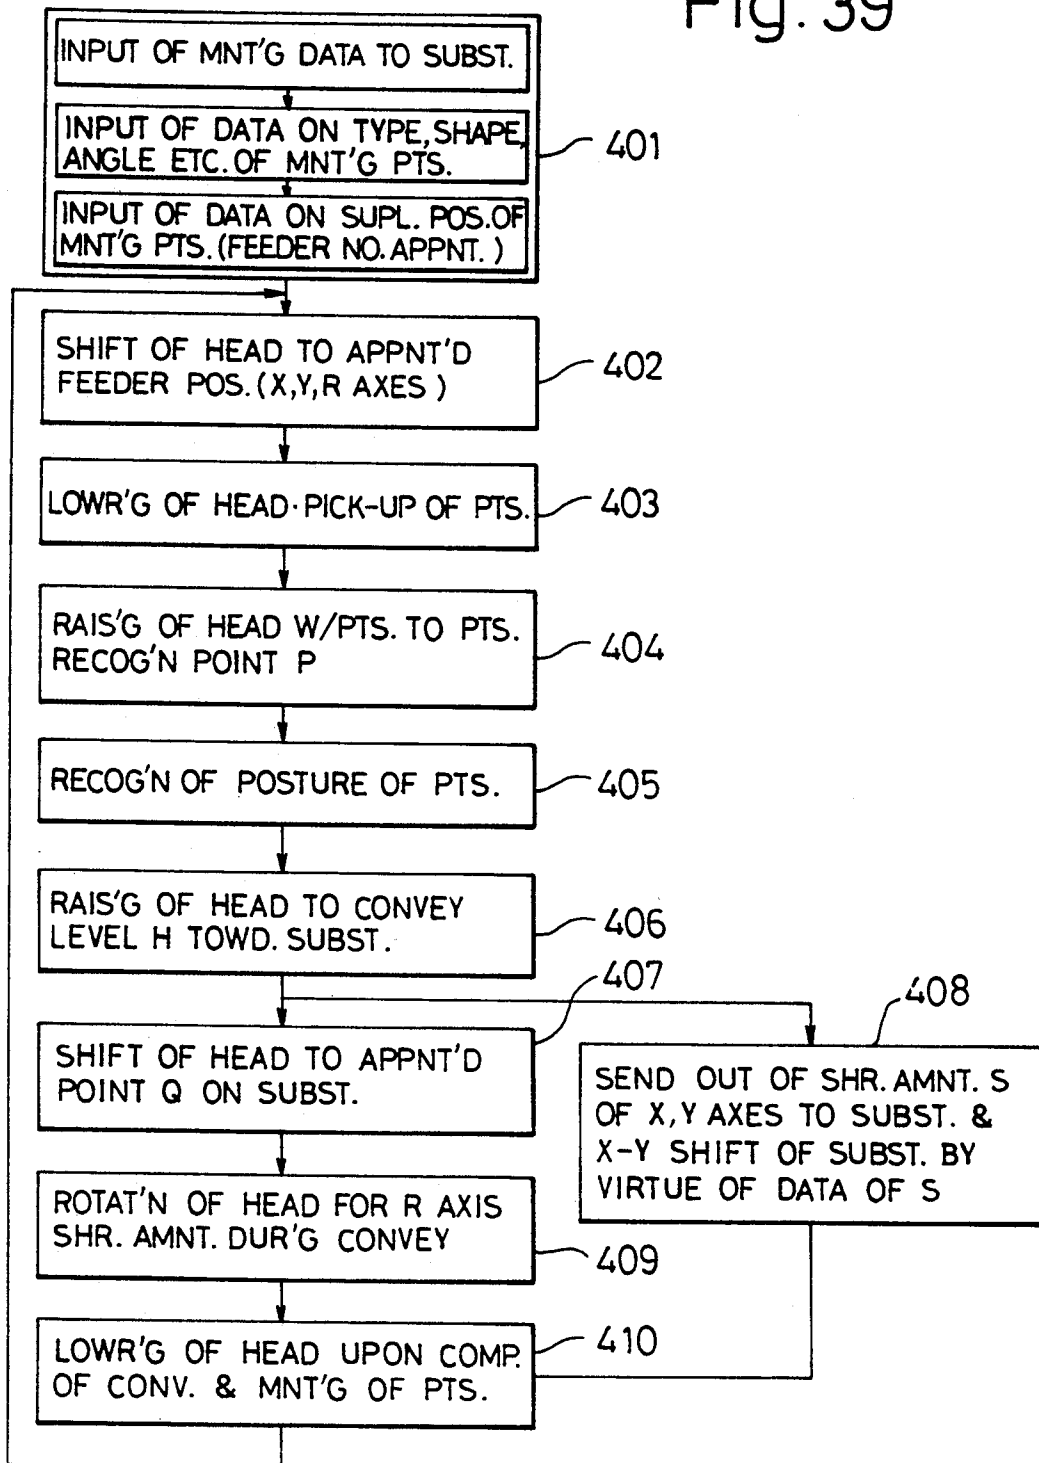 Fig. 39
INPUT OF MNT'G DATA TO SUBST.
INPUT OF DATA ON TYPE, SHAPE,
ANGLE ETC. OF MNT'G PTS.
401
INPUT OF DATA ON SUPL. POS. OF
MNT'G PTS. (FEEDER NO. APPNT. )
SHIFT OF HEAD TO APPNT'D
FEEDER POS. (X,Y,R AXES )
402
LOWR'G OF HEAD·PICK-UP OF PTS.
403
RAIS'G OF HEAD W/PTS. TO PTS.
RECOG'N POINT P
404
RECOG'N OF POSTURE OF PTS.
405
RAIS'G OF HEAD TO CONVEY
LEVEL H TOWD. SUBST.
406
407
SHIFT OF HEAD TO APPNT'D
POINT Q ON SUBST.
408
SEND OUT OF SHR. AMNT. S
OF X,Y AXES TO SUBST. &
X-Y SHIFT OF SUBST. BY
VIRTUE OF DATA OF S
ROTAT'N OF HEAD FOR R AXIS
SHR. AMNT. DUR'G CONVEY
409
LOWR'G OF HEAD UPON COMP.
OF CONV. & MNT'G OF PTS.
410